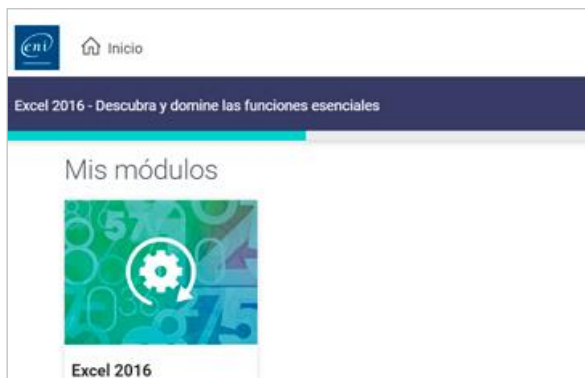 eni
Inicio
Excel 2016 - Descubra y domine las funciones esenciales
Mis módulos
Excel 2016